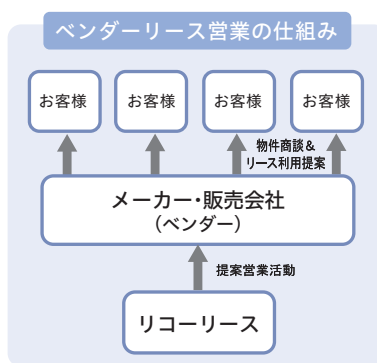 ベンダーリース営業の仕組み
お客様
お客様
お客様
お客様
物件商談&
リース利用提案
メーカー・販売会社
(ベンダー)
提案営業活動
リコーリース